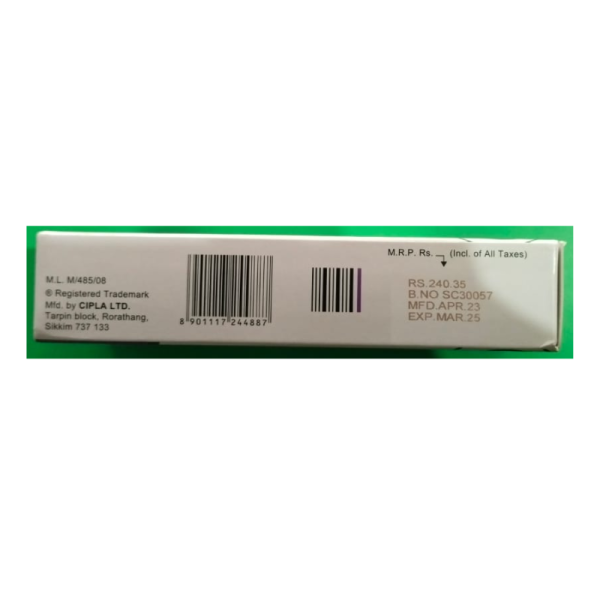 M.L. M/485/08
® Registered Trademark
Mfd. by CIPLA LTD.
Tarpin block, Rorathang,
Sikkim 737 133
8 901117 244887
M.R.P. Rs. (Incl. of All Taxes)
RS.240.35
B.NO SC30057
MFD.APR.23
EXP.MAR.25